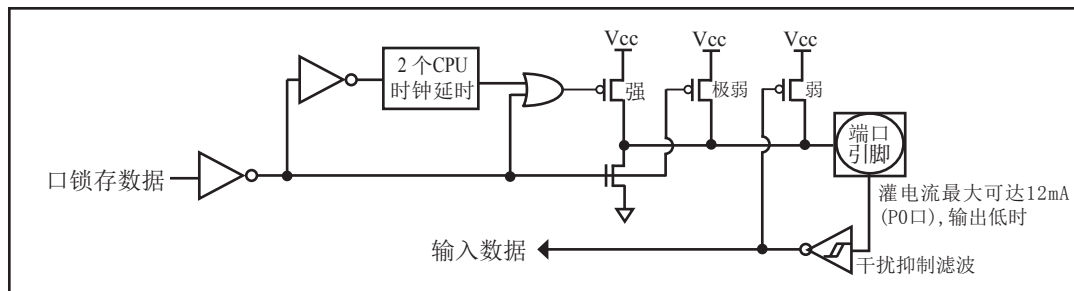 Vcc
Vcc
Vcc
2 个CPU
时钟延时
强
极弱
弱
端口
引脚
口锁存数据
灌电流最大可达12mA
(P0口),输出低时
输入数据
干扰抑制滤波